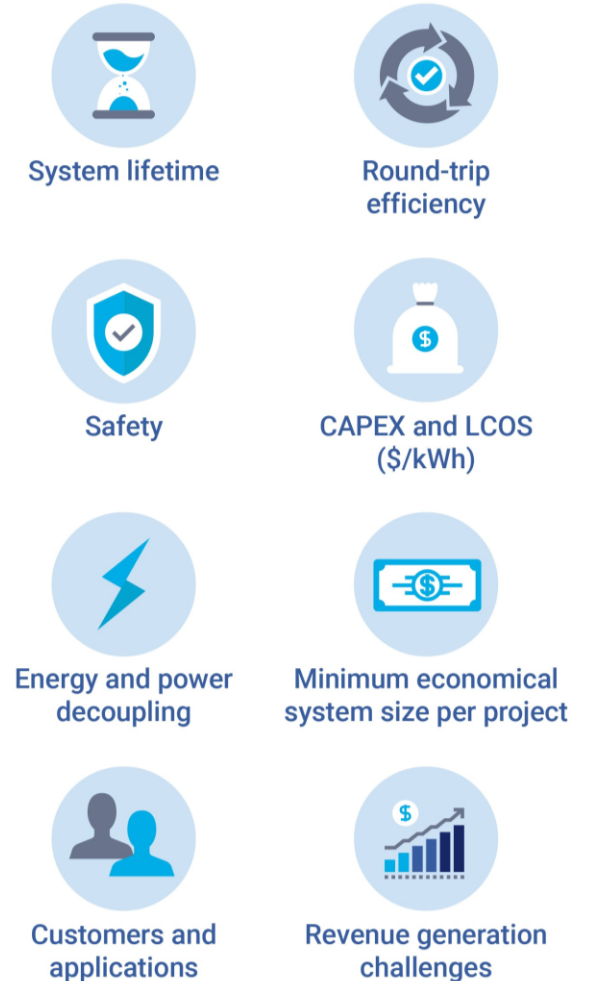 System lifetime
Round-trip
efficiency
Safety
$
CAPEX and LCOS
($/kWh)
Energy and power
decoupling
$
Minimum economical
system size per project
Customers and
applications
$
Revenue generation
challenges